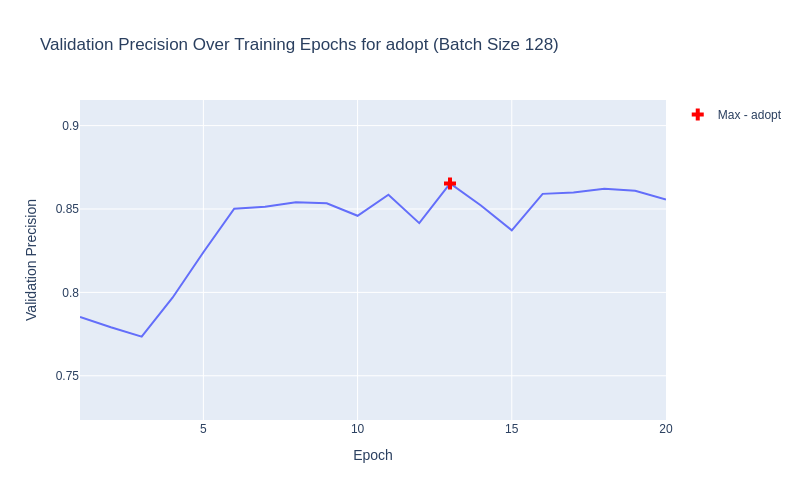 Validation Precision Over Training Epochs for adopt (Batch Size 128)
Max - adopt
Validation Precision
0.9
0.85
0.8
0.75
5
10
15
20
Epoch